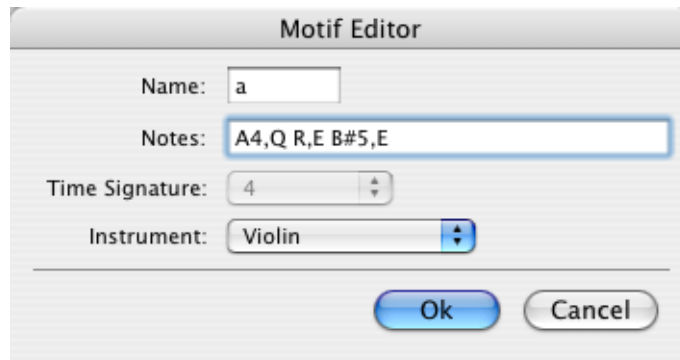 Motif Editor
Name: a
Notes: A4,Q R,E B#5,E
Time Signature: 4
Instrument: Violin
Ok Cancel